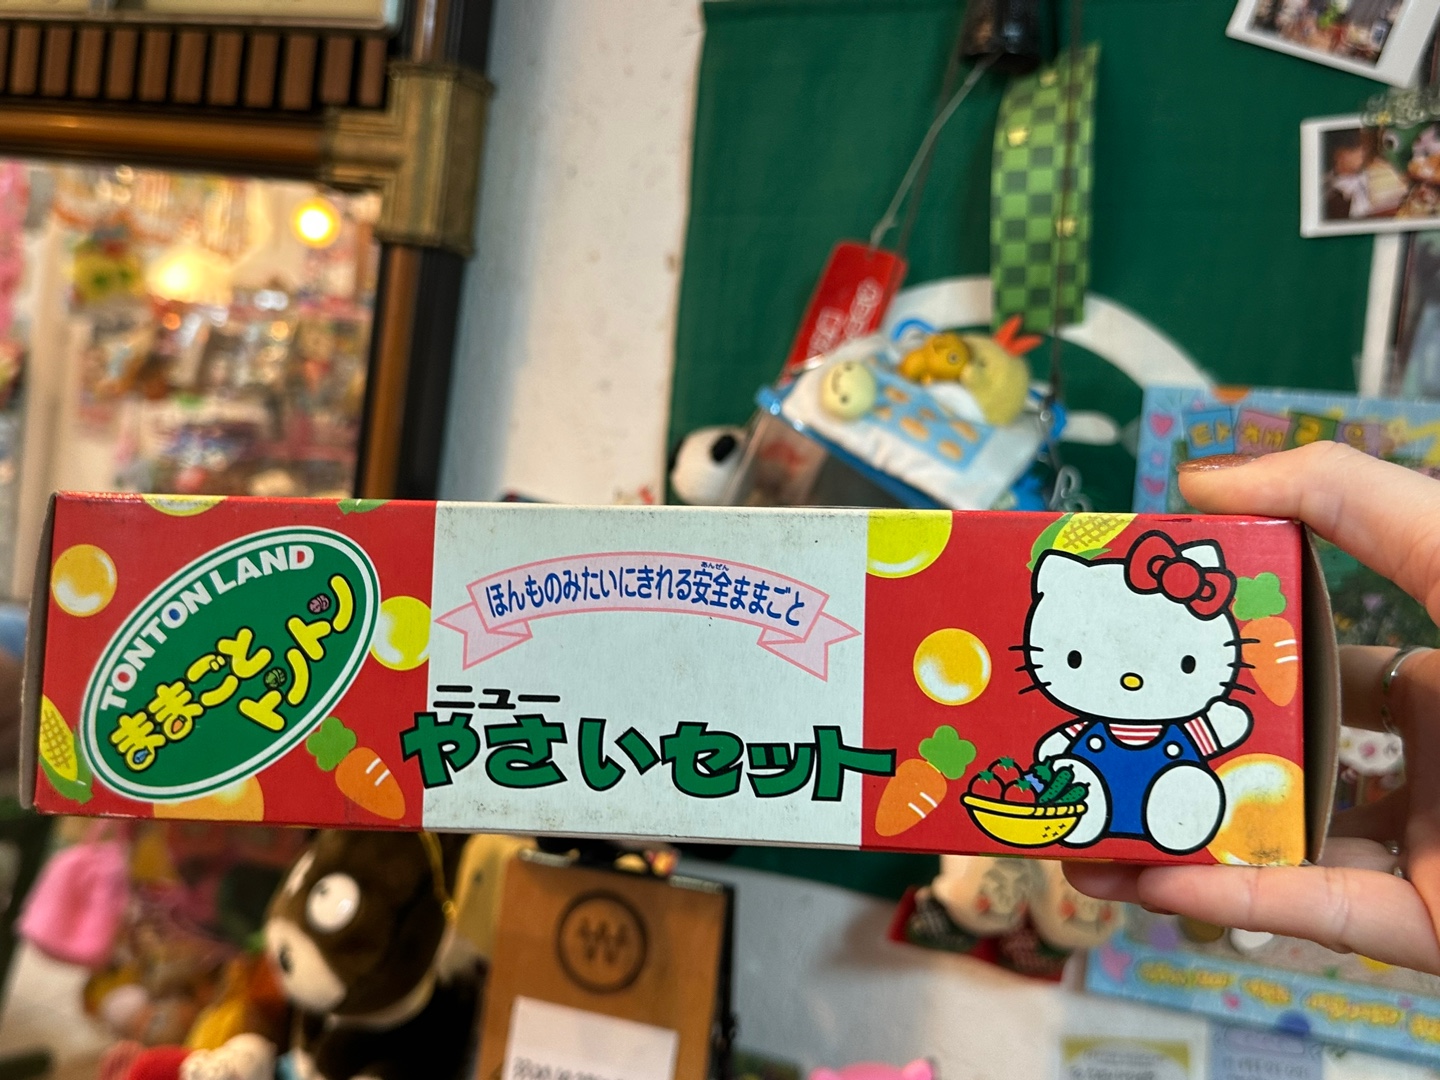 TONTON LAND
ままごと
トントン
ほんものみたいにきれる安全ままごと
あんぜん
ニュー
やさいセット